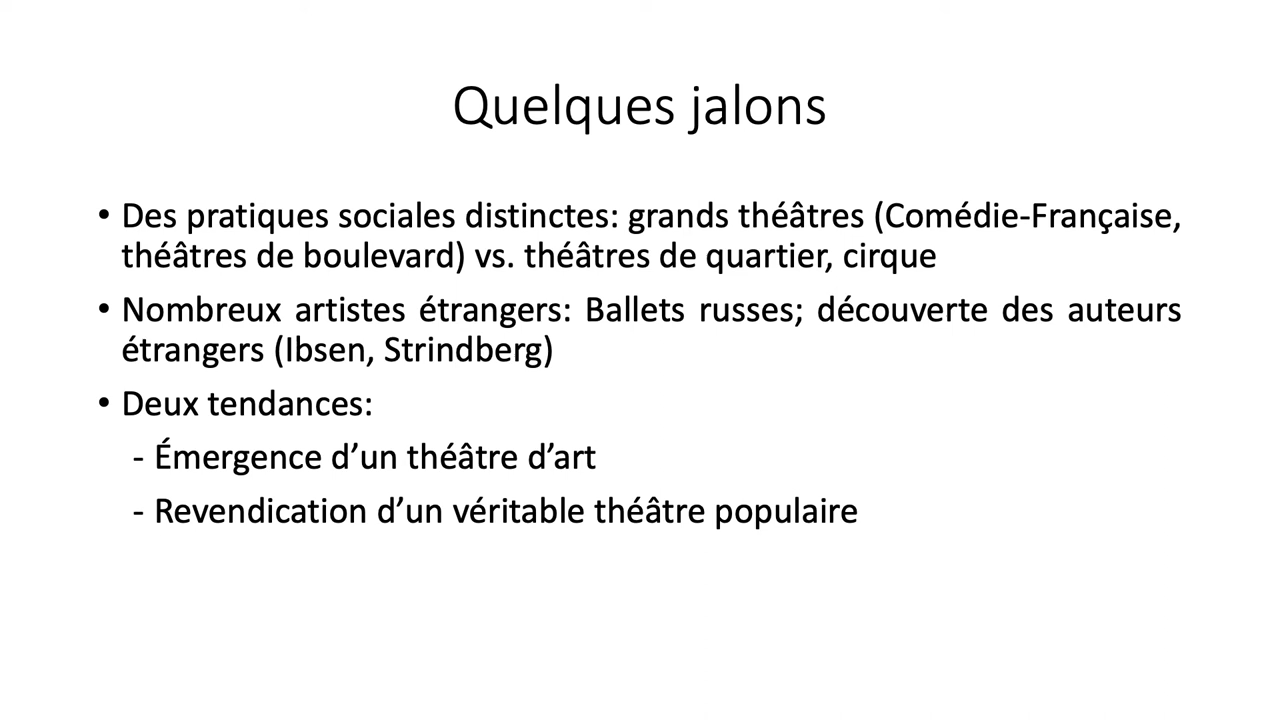 Quelques jalons
• Des pratiques sociales distinctes: grands théâtres (Comédie-Française,
théâtres de boulevard) vs. théâtres de quartier, cirque
• Nombreux artistes étrangers: Ballets russes; découverte des auteurs
étrangers (Ibsen, Strindberg)
• Deux tendances:
- Émergence d’un théâtre d’art
- Revendication d’un véritable théâtre populaire